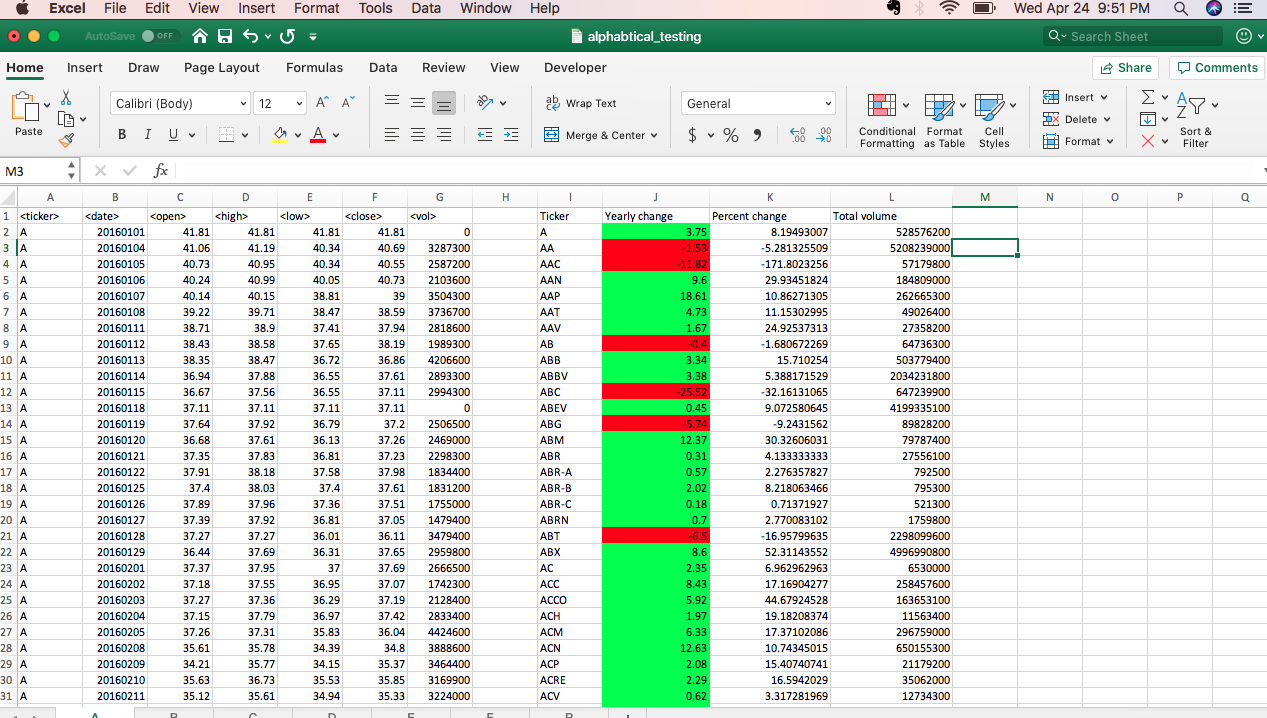 Excel File Edit View Insert Format Tools Data Window Help Wed Apr 24 9:51 PM
AutoSave OFF alphabtical_testing Search Sheet
Home Insert Draw Page Layout Formulas Data Review View Developer Share Comments
Calibri (Body) 12 A^ A˅ ab Wrap Text General Insert Σ A
Paste Delete Z
B I U A Merge & Center $ % Conditional Formatting Format as Table Cell Styles Format Sort & Filter
M3 fx
A B C D E F G H I J K L M N O P Q
1 <ticker> <date> <open> <high> <low> <close> <vol> Ticker Yearly change Percent change Total volume
2 A 20160101 41.81 41.81 41.81 41.81 0 A 3.75 8.19493007 528576200
3 A 20160104 41.06 41.19 40.34 40.69 3287300 AA -1.53 -5.281325509 5208239000
4 A 20160105 40.73 40.95 40.34 40.55 2587200 AAC -11.82 -171.8023256 57179800
5 A 20160106 40.24 40.99 40.05 40.73 2103600 AAN 9.6 29.93451824 184809000
6 A 20160107 40.14 40.15 38.81 39 3504300 AAP 18.61 10.86271305 262665300
7 A 20160108 39.22 39.71 38.47 38.59 3736700 AAT 4.73 11.15302995 49026400
8 A 20160111 38.71 38.9 37.41 37.94 2818600 AAV 1.67 24.92537313 27358200
9 A 20160112 38.43 38.58 37.65 38.19 1989300 AB -0.4 -1.680672269 64736300
10 A 20160113 38.35 38.47 36.72 36.86 4206600 ABB 3.34 15.710254 503779400
11 A 20160114 36.94 37.88 36.55 37.61 2893300 ABBV 3.38 5.388171529 2034231800
12 A 20160115 36.67 37.56 36.55 37.11 2994300 ABC -25.52 -32.16131065 647239900
13 A 20160118 37.11 37.11 37.11 37.11 0 ABEV 0.45 9.072580645 4199335100
14 A 20160119 37.64 37.92 36.79 37.2 2506500 ABG -5.74 -9.2431562 89828200
15 A 20160120 36.68 37.61 36.13 37.26 2469000 ABM 12.37 30.32606031 79787400
16 A 20160121 37.35 37.83 36.81 37.23 2298300 ABR 0.31 4.133333333 27556100
17 A 20160122 37.91 38.18 37.58 37.98 1834400 ABR-A 0.57 2.276357827 792500
18 A 20160125 37.4 38.03 37.4 37.61 1831200 ABR-B 2.02 8.218063466 795300
19 A 20160126 37.89 37.96 37.36 37.51 1755000 ABR-C 0.18 0.71371927 521300
20 A 20160127 37.39 37.92 36.81 37.05 1479400 ABRN 0.7 2.770083102 1759800
21 A 20160128 37.27 37.27 36.01 36.11 3479400 ABT -6.5 -16.95799635 2298099600
22 A 20160129 36.44 37.69 36.31 37.65 2959800 ABX 8.6 52.31143552 4996990800
23 A 20160201 37.37 37.95 37 37.69 2666500 AC 2.35 6.962962963 6530000
24 A 20160202 37.18 37.55 36.95 37.07 1742300 ACC 8.43 17.16904277 258457600
25 A 20160203 37.27 37.36 36.29 37.19 2128400 ACCO 5.92 44.67924528 163653100
26 A 20160204 37.15 37.79 36.97 37.42 2833400 ACH 1.97 19.18208374 11563400
27 A 20160205 37.26 37.31 35.83 36.04 4424600 ACM 6.33 17.37102086 296759000
28 A 20160208 35.61 35.78 34.39 34.8 3888600 ACN 12.63 10.74345015 650155300
29 A 20160209 34.21 35.77 34.15 35.37 3464400 ACP 2.08 15.40740741 21179200
30 A 20160210 35.63 36.73 35.53 35.85 3169900 ACRE 2.29 16.5942029 35062000
31 A 20160211 35.12 35.61 34.94 35.33 3224000 ACV 0.62 3.317281969 12734300